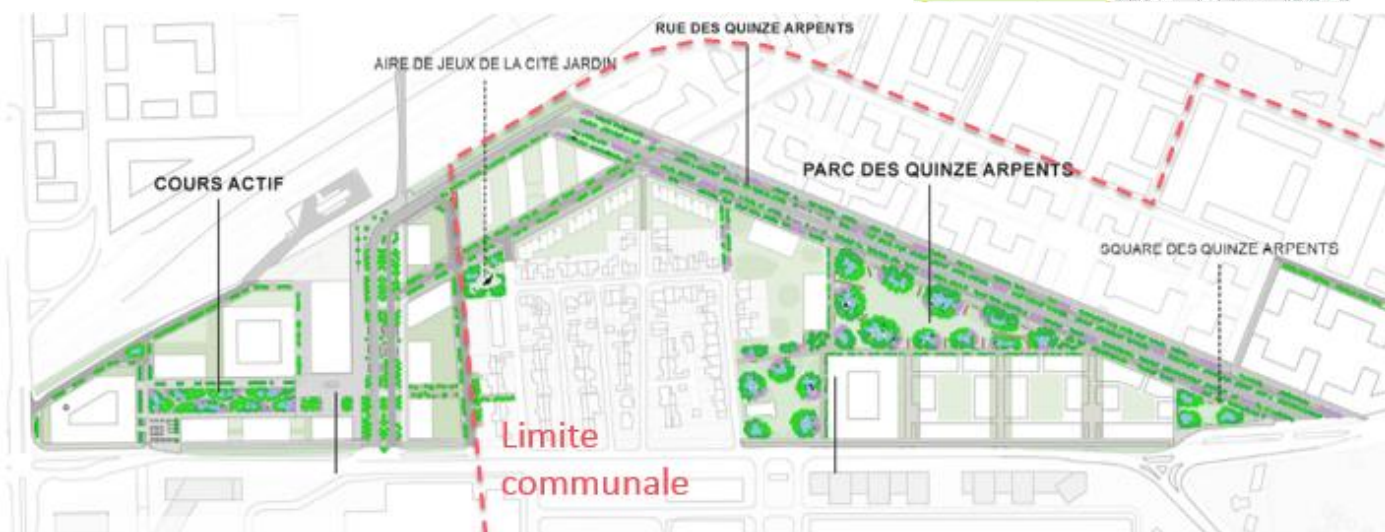 RUE DES QUINZE ARPENTS
AIRE DE JEUX DE LA CITÉ JARDIN
PARC DES QUINZE ARPENTS
COURS ACTIF
SQUARE DES QUINZE ARPENTS
Limite
communale